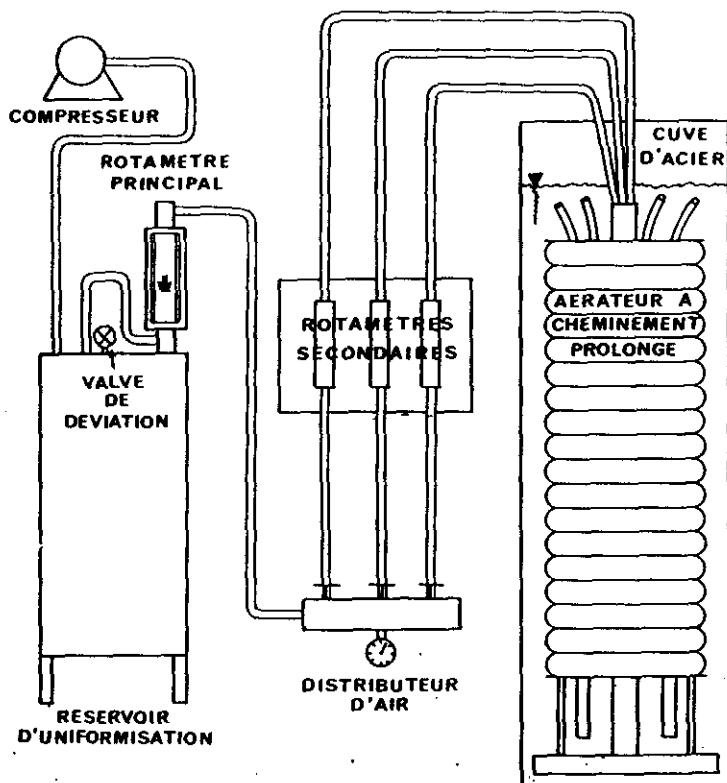 COMPRESSEUR
ROTAMETRE
PRINCIPAL
CUVE
D'ACIER
ROTAMETRES
SECONDAIRES
AERATEUR A
CHEMINEMENT
PROLONGE
VALVE
DE
DEVIATION
DISTRIBUTEUR
D'AIR
RESERVOIR
D'UNIFORMISATION